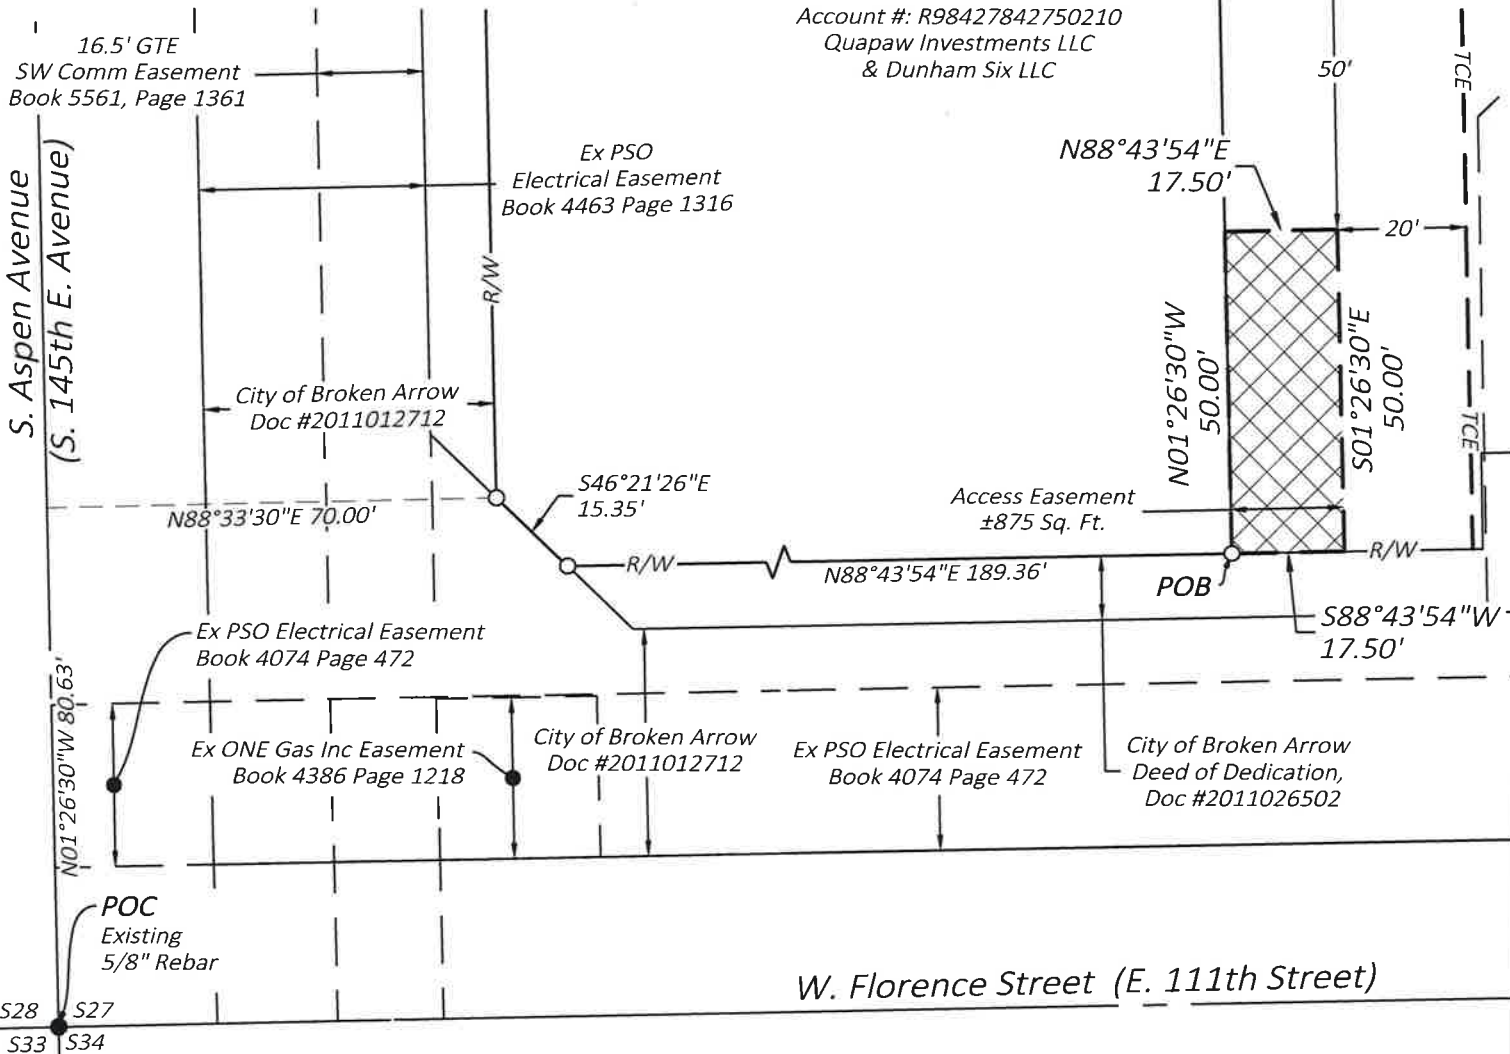 Account #: R98427842750210
Quapaw Investments LLC
& Dunham Six LLC
16.5' GTE
SW Comm Easement
Book 5561, Page 1361
50'
TCE
N88°43'54"E
17.50'
Ex PSO
Electrical Easement
Book 4463 Page 1316
S. Aspen Avenue
(S. 145th E. Avenue)
R/W
20'
N01°26'30"W
50.00'
S01°26'30"E
50.00'
City of Broken Arrow
Doc #2011012712
TCE
S46°21'26"E
15.35'
Access Easement
±875 Sq. Ft.
N88°33'30"E 70.00'
R/W
N88°43'54"E 189.36'
POB
R/W
S88°43'54"W
17.50'
Ex PSO Electrical Easement
Book 4074 Page 472
N01°26'30"W 80.63'
Ex ONE Gas Inc Easement
Book 4386 Page 1218
City of Broken Arrow
Doc #2011012712
Ex PSO Electrical Easement
Book 4074 Page 472
City of Broken Arrow
Deed of Dedication,
Doc #2011026502
POC
Existing
5/8" Rebar
W. Florence Street (E. 111th Street)
S28 S27
S33 S34